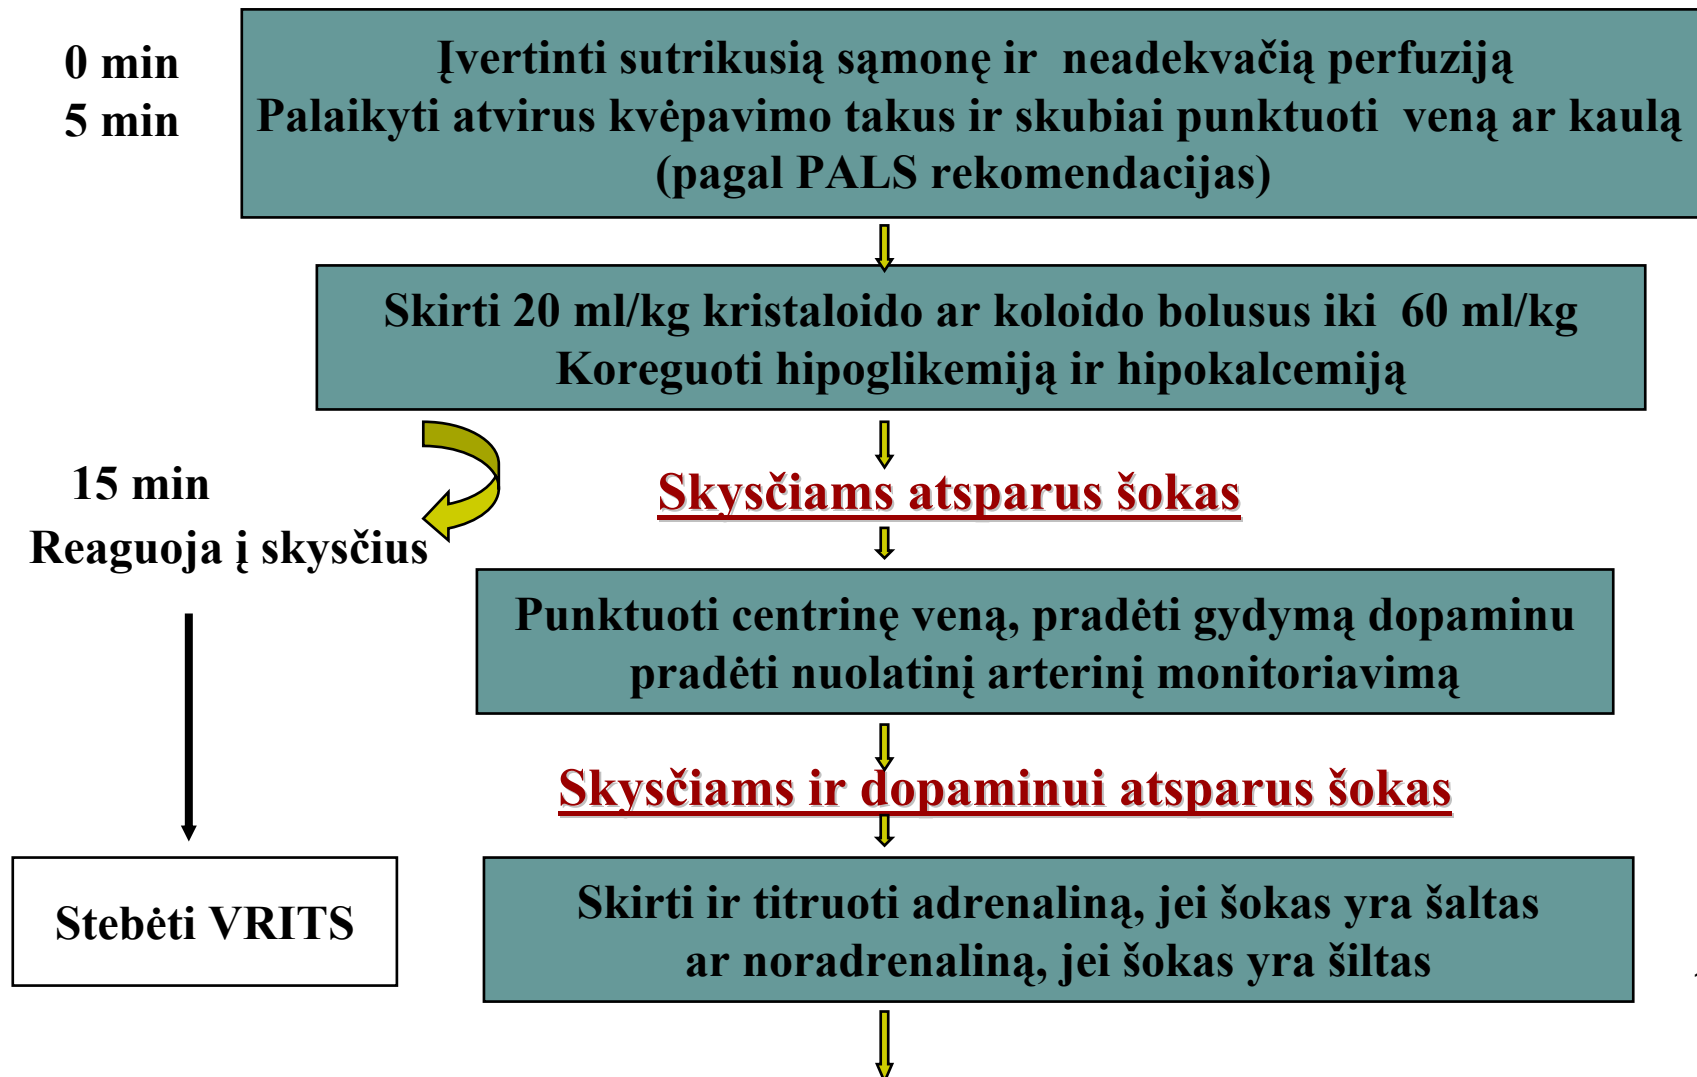 0 min
5 min
Įvertinti sutrikusią sąmonę ir neadekvačią perfuziją
Palaikyti atvirus kvėpavimo takus ir skubiai punktuoti veną ar kaulą
(pagal PALS rekomendacijas)
Skirti 20 ml/kg kristaloido ar koloido bolusus iki 60 ml/kg
Koreguoti hipoglikemiją ir hipokalcemiją
15 min
Reaguoja į skysčius
Skysčiams atsparus šokas
Punktuoti centrinę veną, pradėti gydymą dopaminu
pradėti nuolatinį arterinį monitoriavimą
Skysčiams ir dopaminui atsparus šokas
Stebėti VRITS
Skirti ir titruoti adrenaliną, jei šokas yra šaltas
ar noradrenaliną, jei šokas yra šiltas